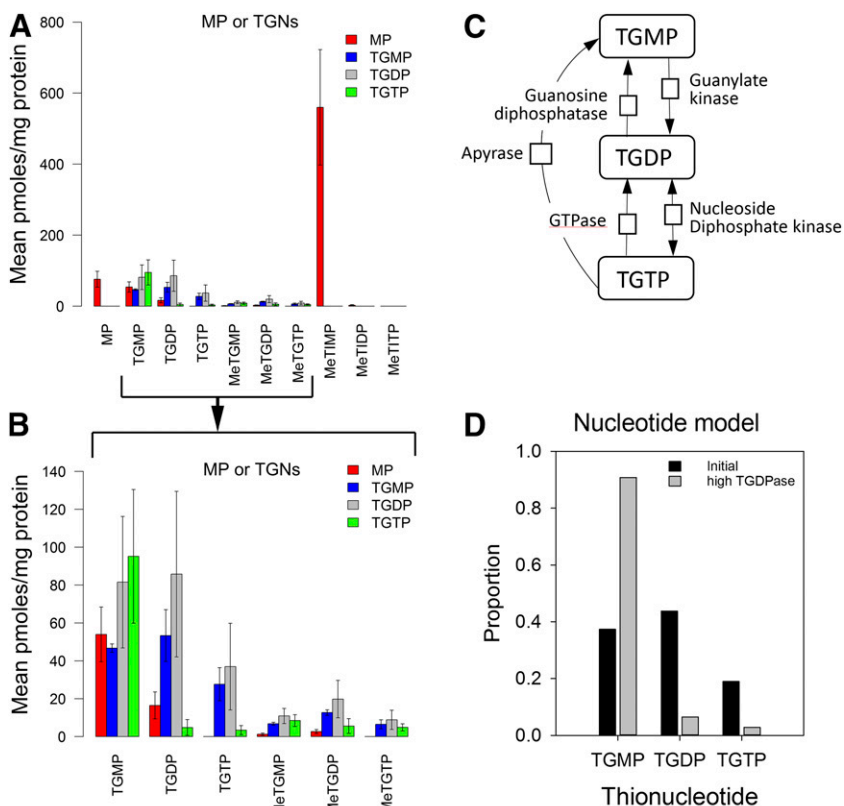 A
MP or TGNs
MP
TGMP
TGDP
TGTP
Mean pmoles/mg protein
800
600
400
200
0
MP
TGMP
TGDP
TGTP
MeTGMP
MeTGDP
MeTGTP
MeTIMP
MeTIDP
MeTITP
B
MP or TGNs
MP
TGMP
TGDP
TGTP
Mean pmoles/mg protein
140
120
100
80
60
40
20
0
TGMP
TGDP
TGTP
MeTGMP
MeTGDP
MeTGTP
C
TGMP
Guanosine
diphosphatase
Guanylate
kinase
Apyrase
TGDP
GTPase
Nucleoside
Diphosphate kinase
TGTP
D
Nucleotide model
Initial
high TGDPase
Proportion
1.0
0.8
0.6
0.4
0.2
0.0
TGMP
TGDP
TGTP
Thionucleotide